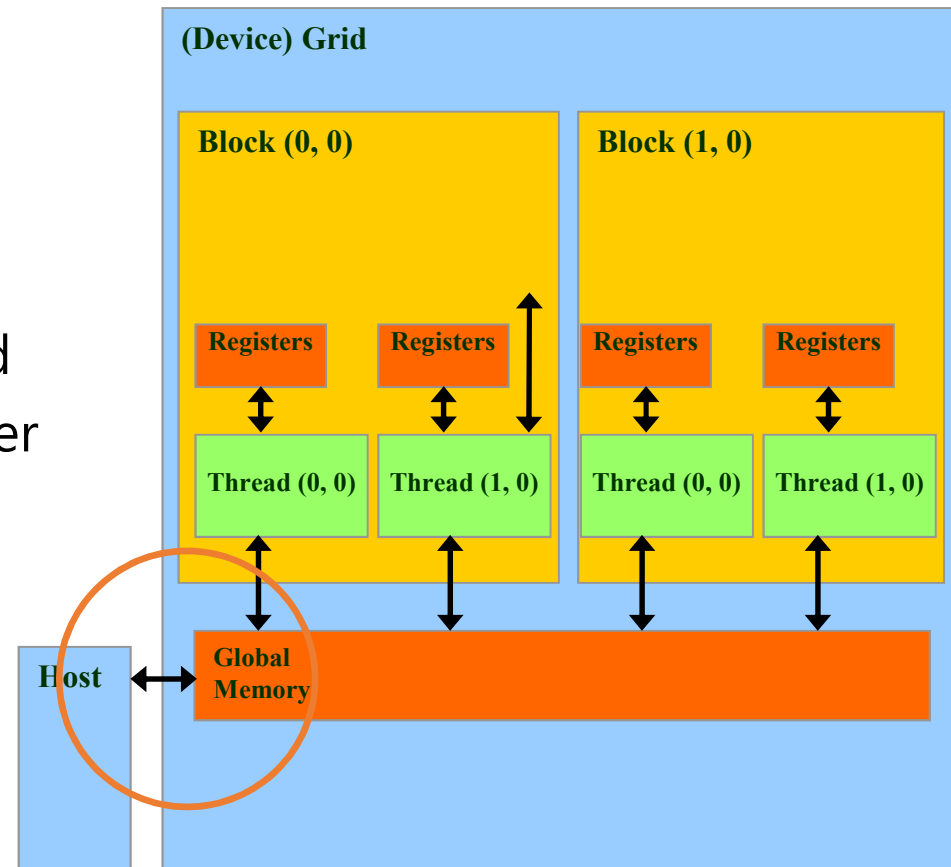 (Device) Grid
Block (0, 0)
Block (1, 0)
d
er
Registers
Registers
Registers
Registers
Thread (0, 0)
Thread (1, 0)
Thread (0, 0)
Thread (1, 0)
Host
Global
Memory